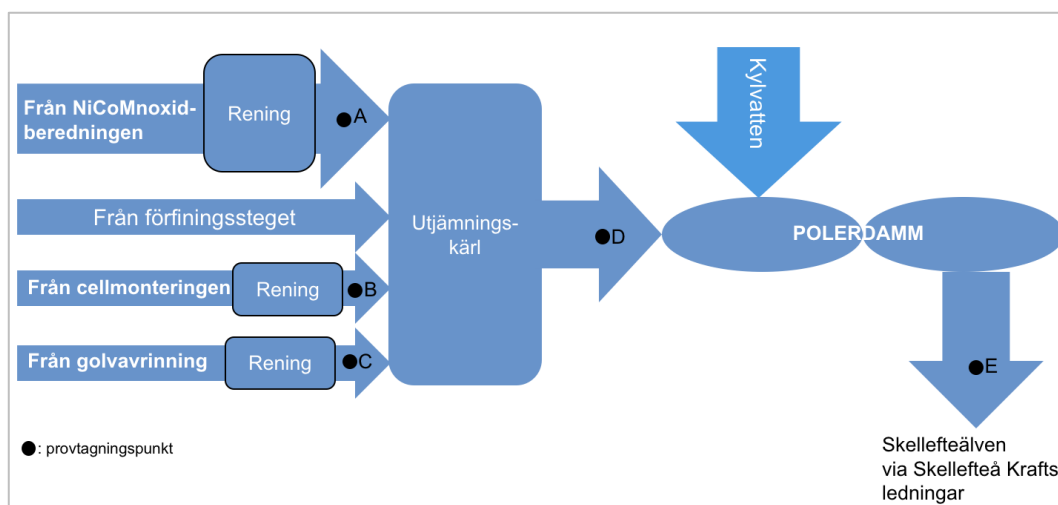 Från NiCoMnoxid-
beredningen
Rening
A
Från förfiningssteget
Från cellmonteringen
Rening
B
Från golvavrinning
Rening
C
Utjämnings-
kärl
D
Kylvatten
POLERDAMM
E
: provtagningspunkt
Skellefteälven
via Skellefteå Krafts
ledningar